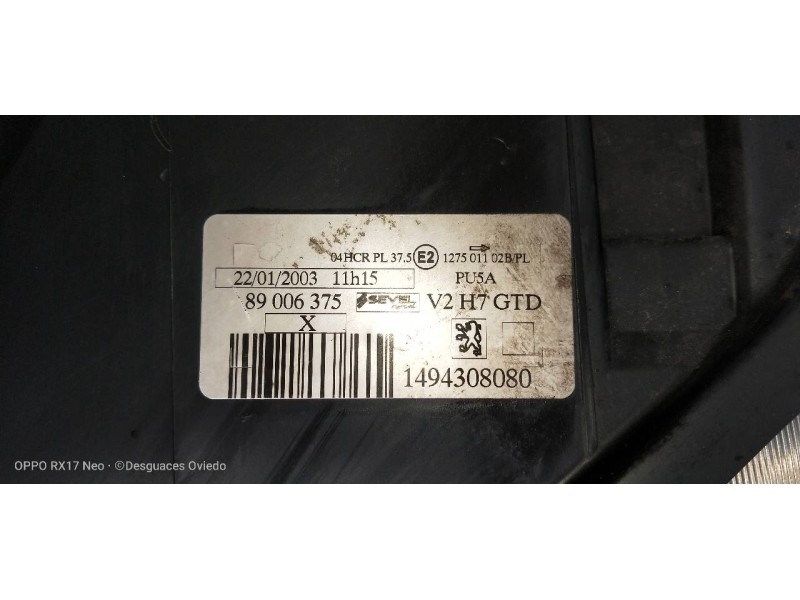 04 HCR PL 37.5 E2 1275 011 02B/PL
22/01/2003 11h15 PU5A
89 006 375 SEVEL V2 H7 GTD
X
1494308080
OPPO RX17 Neo · ©Desguaces Oviedo